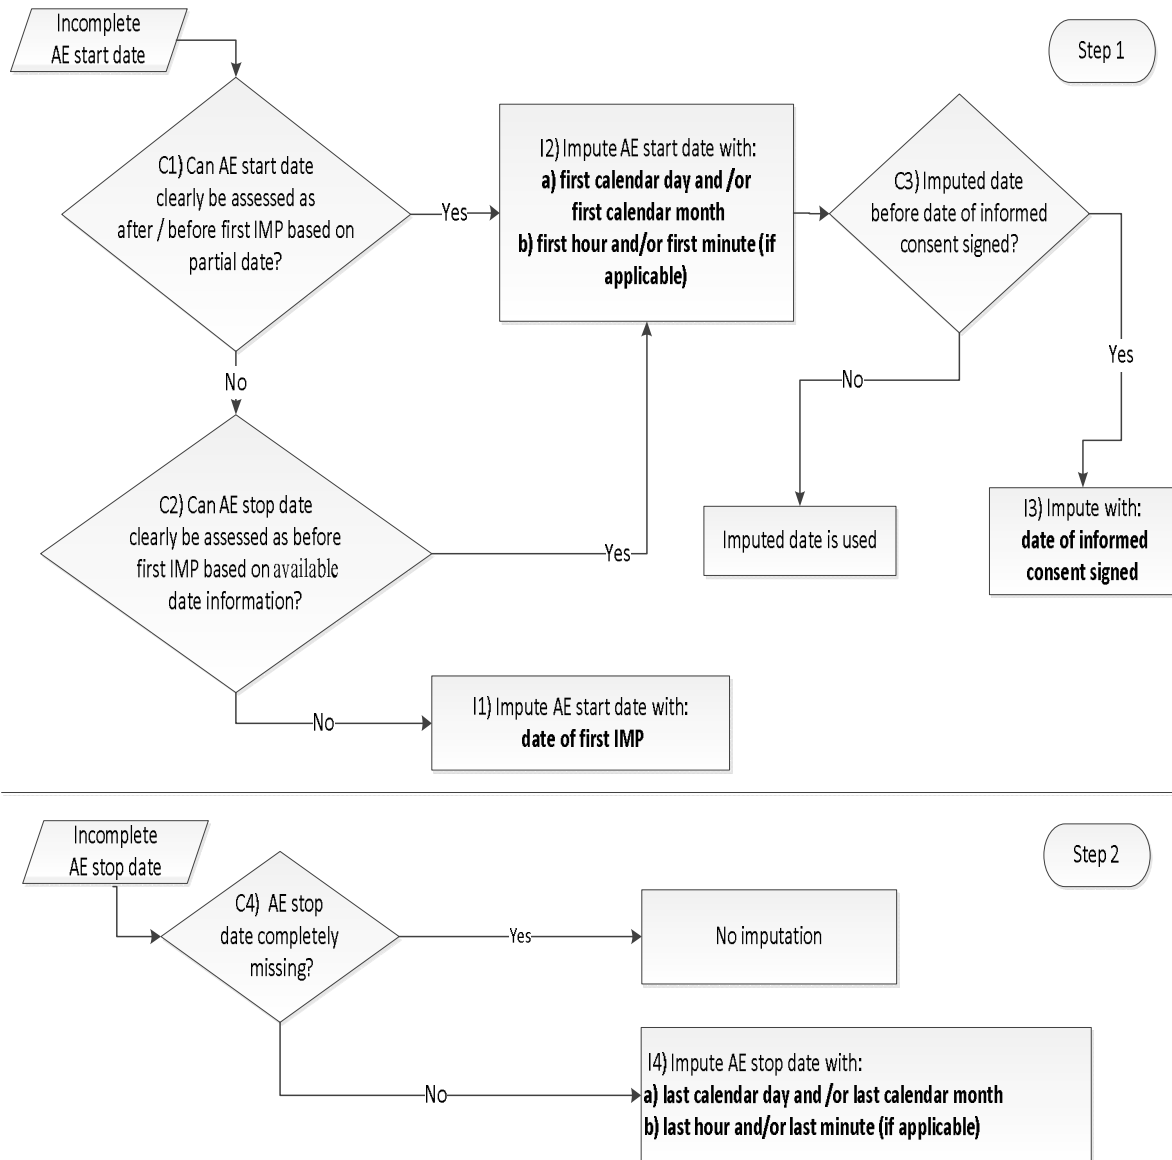 Incomplete
AE start date
Step 1
C1) Can AE start date
clearly be assessed as
after / before first IMP based on
partial date?
Yes
I2) Impute AE start date with:
a) first calendar day and /or
first calendar month
b) first hour and/or first minute (if
applicable)
C3) Imputed date
before date of informed
consent signed?
No
Yes
No
C2) Can AE stop date
clearly be assessed as before
first IMP based on available
date information?
Yes
Imputed date is used
I3) Impute with:
date of informed
consent signed
No
I1) Impute AE start date with:
date of first IMP
Incomplete
AE stop date
Step 2
C4) AE stop
date completely
missing?
Yes
No imputation
No
I4) Impute AE stop date with:
a) last calendar day and /or last calendar month
b) last hour and/or last minute (if applicable)